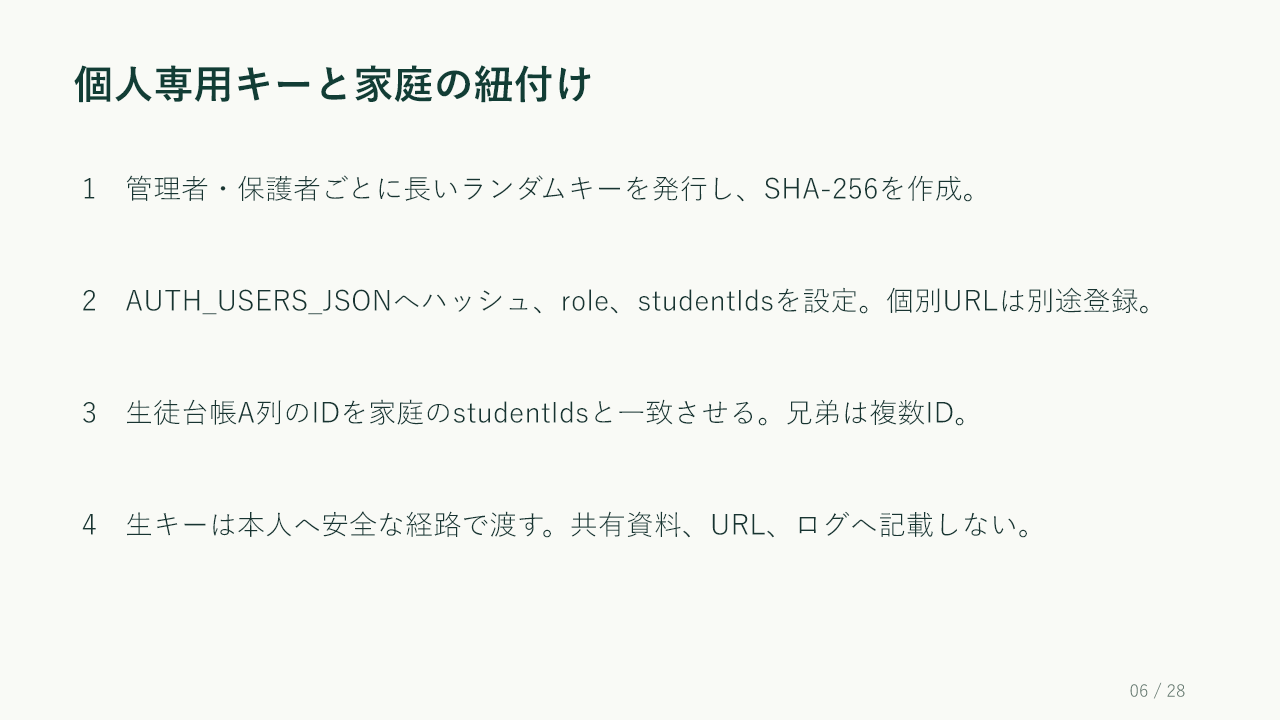 個人専用キーと家庭の紐付け
1 管理者・保護者ごとに長いランダムキーを発行し、SHA-256を作成。
2 AUTH_USERS_JSONへハッシュ、role、studentIdsを設定。個別URLは別途登録。
3 生徒台帳A列のIDを家庭のstudentIdsと一致させる。兄弟は複数ID。
4 生キーは本人へ安全な経路で渡す。共有資料、URL、ログへ記載しない。
06 / 28